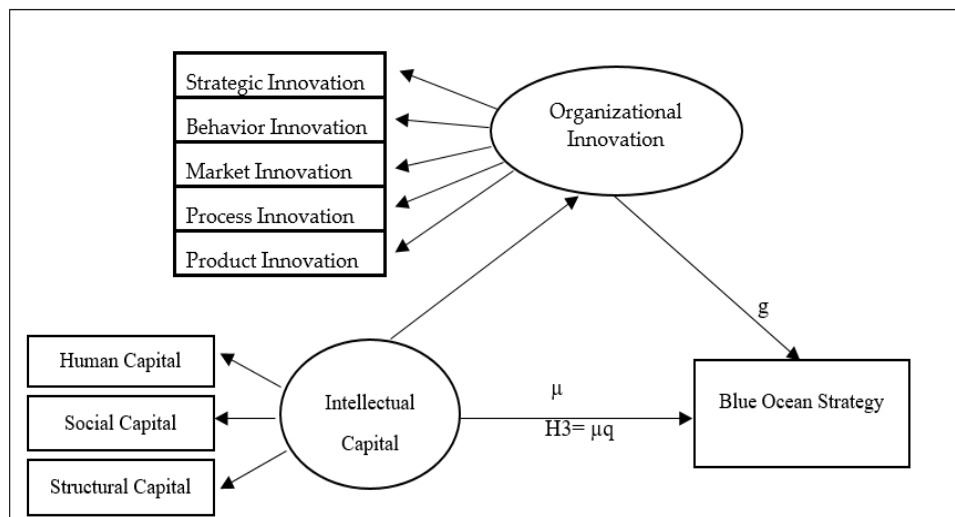 Strategic Innovation
Behavior Innovation
Market Innovation
Process Innovation
Product Innovation
Organizational
Innovation
g
Human Capital
Social Capital
Structural Capital
Intellectual
Capital
μ
H3= μq
Blue Ocean Strategy